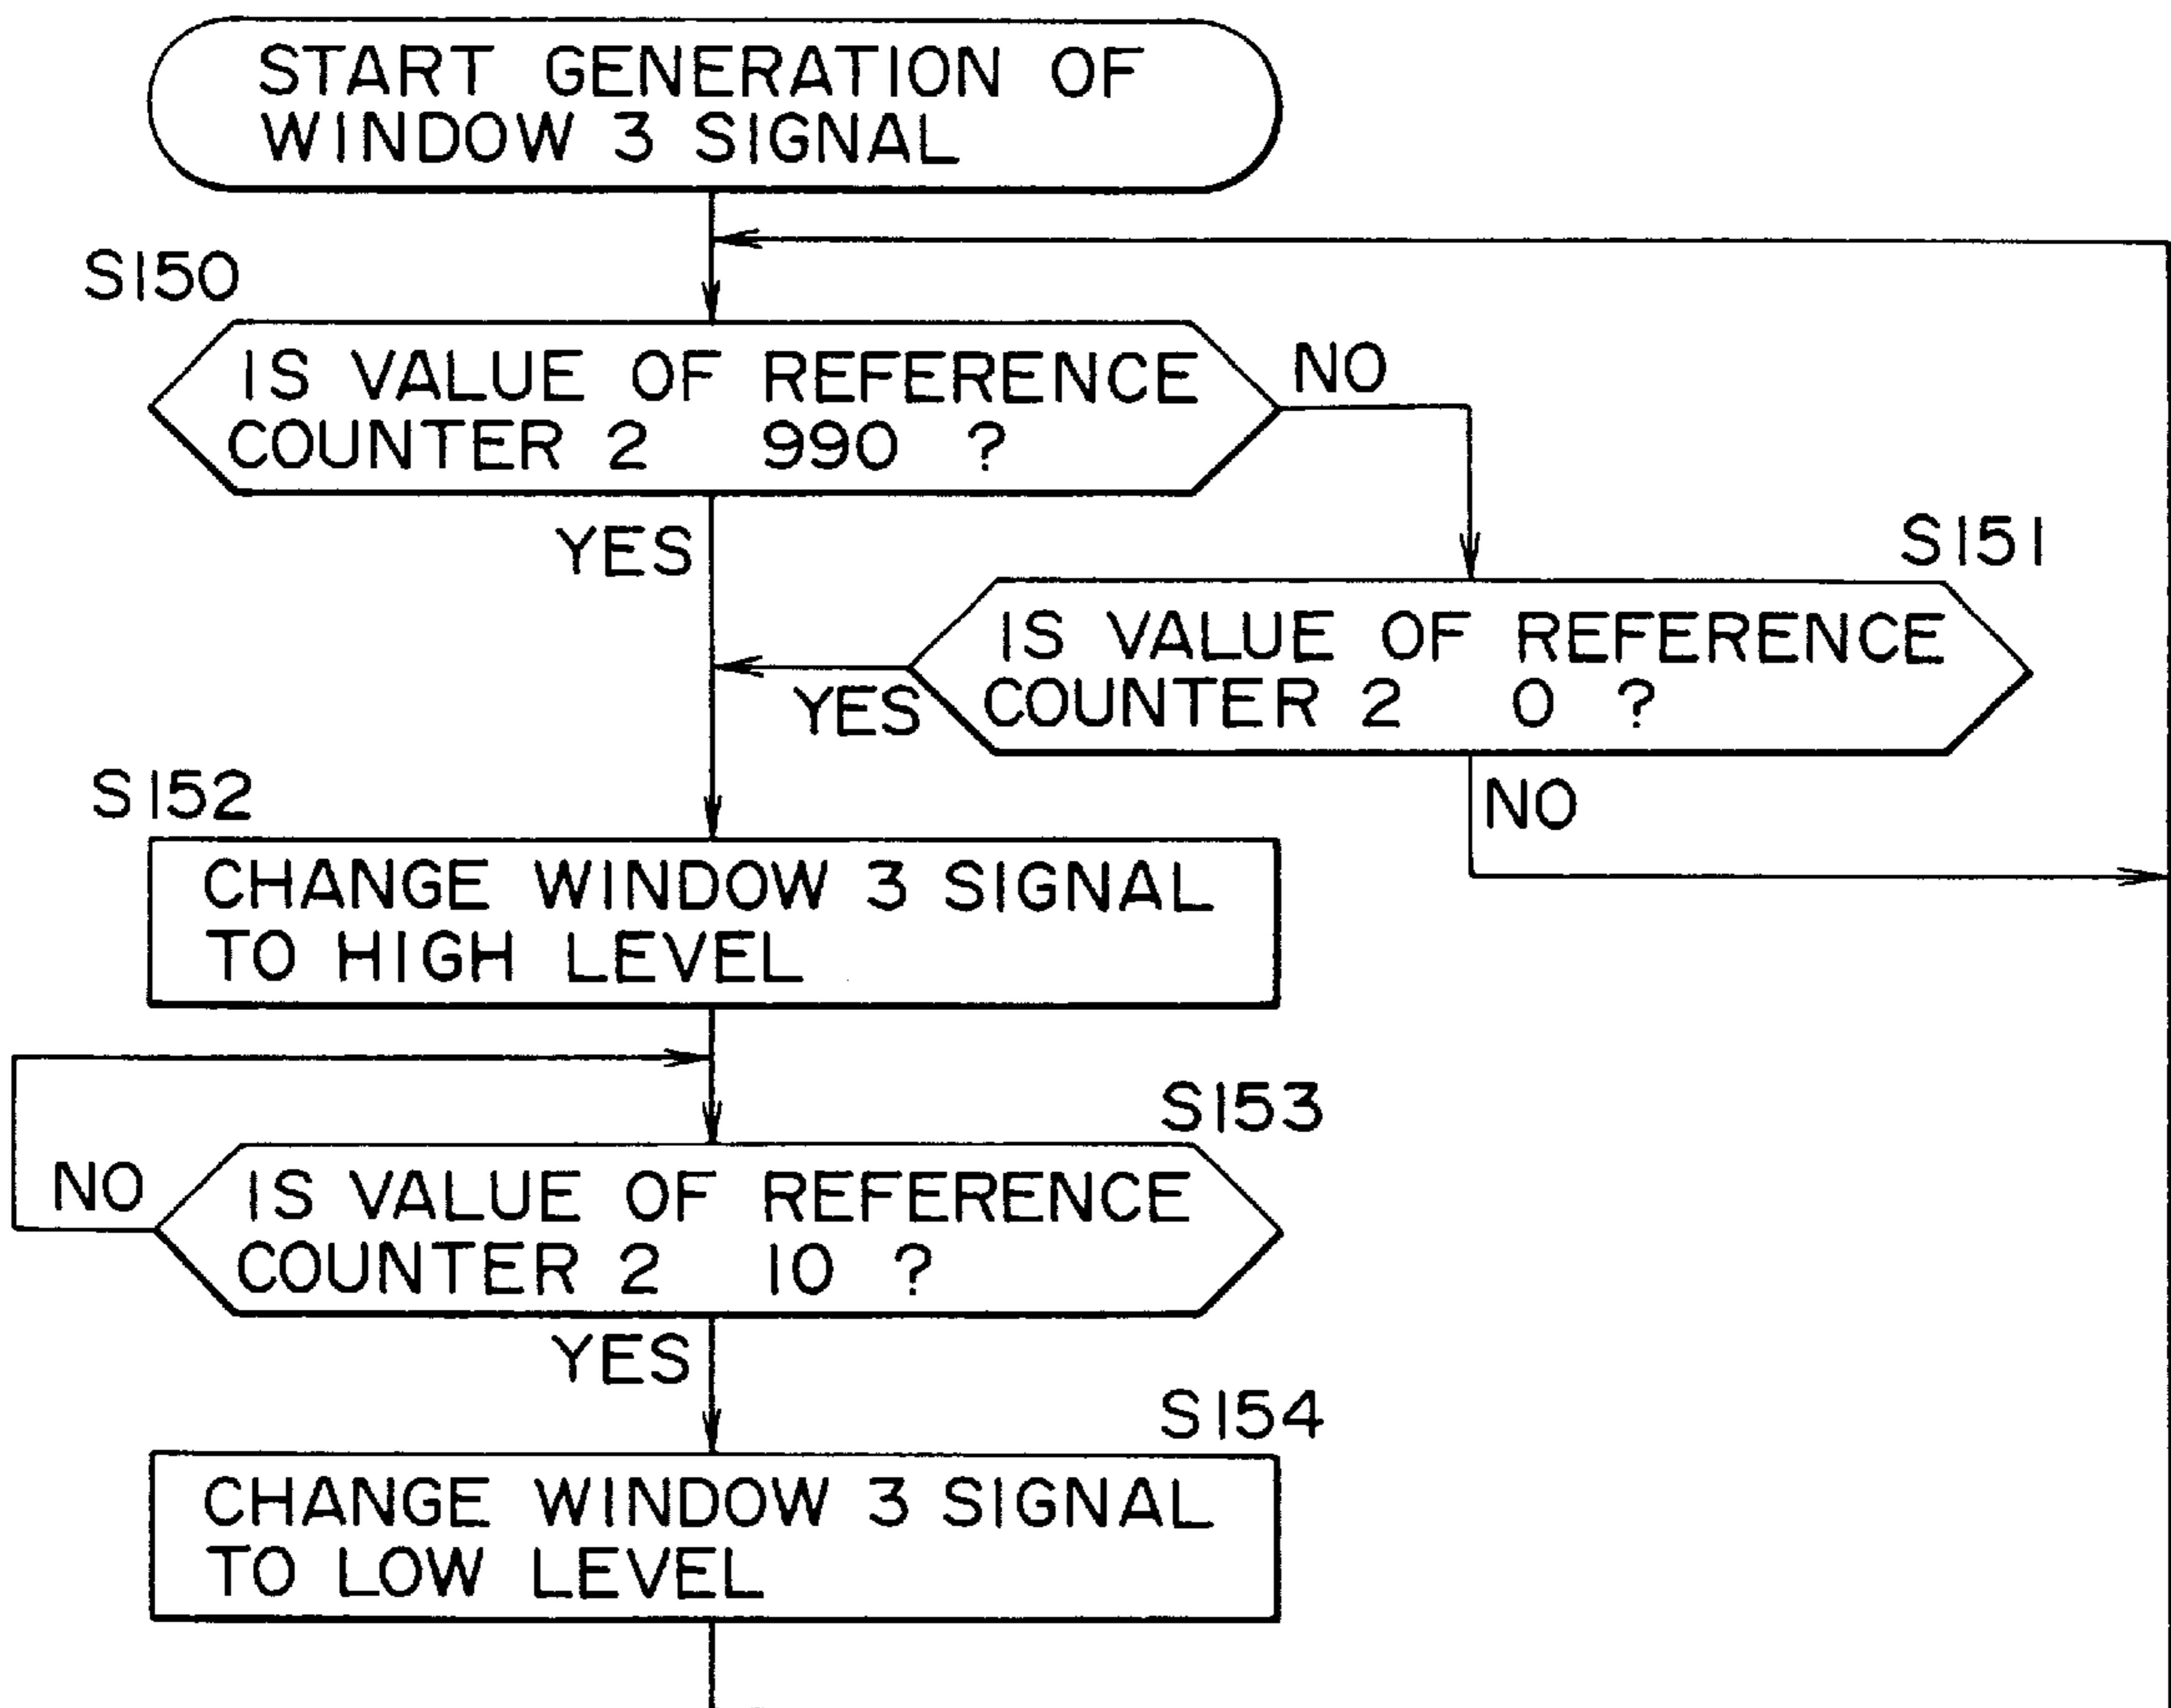 START GENERATION OF
WINDOW 3 SIGNAL
S150
IS VALUE OF REFERENCE
COUNTER 2 990 ?
NO
YES
S151
IS VALUE OF REFERENCE
COUNTER 2 0 ?
YES
NO
S152
CHANGE WINDOW 3 SIGNAL
TO HIGH LEVEL
S153
NO
IS VALUE OF REFERENCE
COUNTER 2 10 ?
YES
S154
CHANGE WINDOW 3 SIGNAL
TO LOW LEVEL